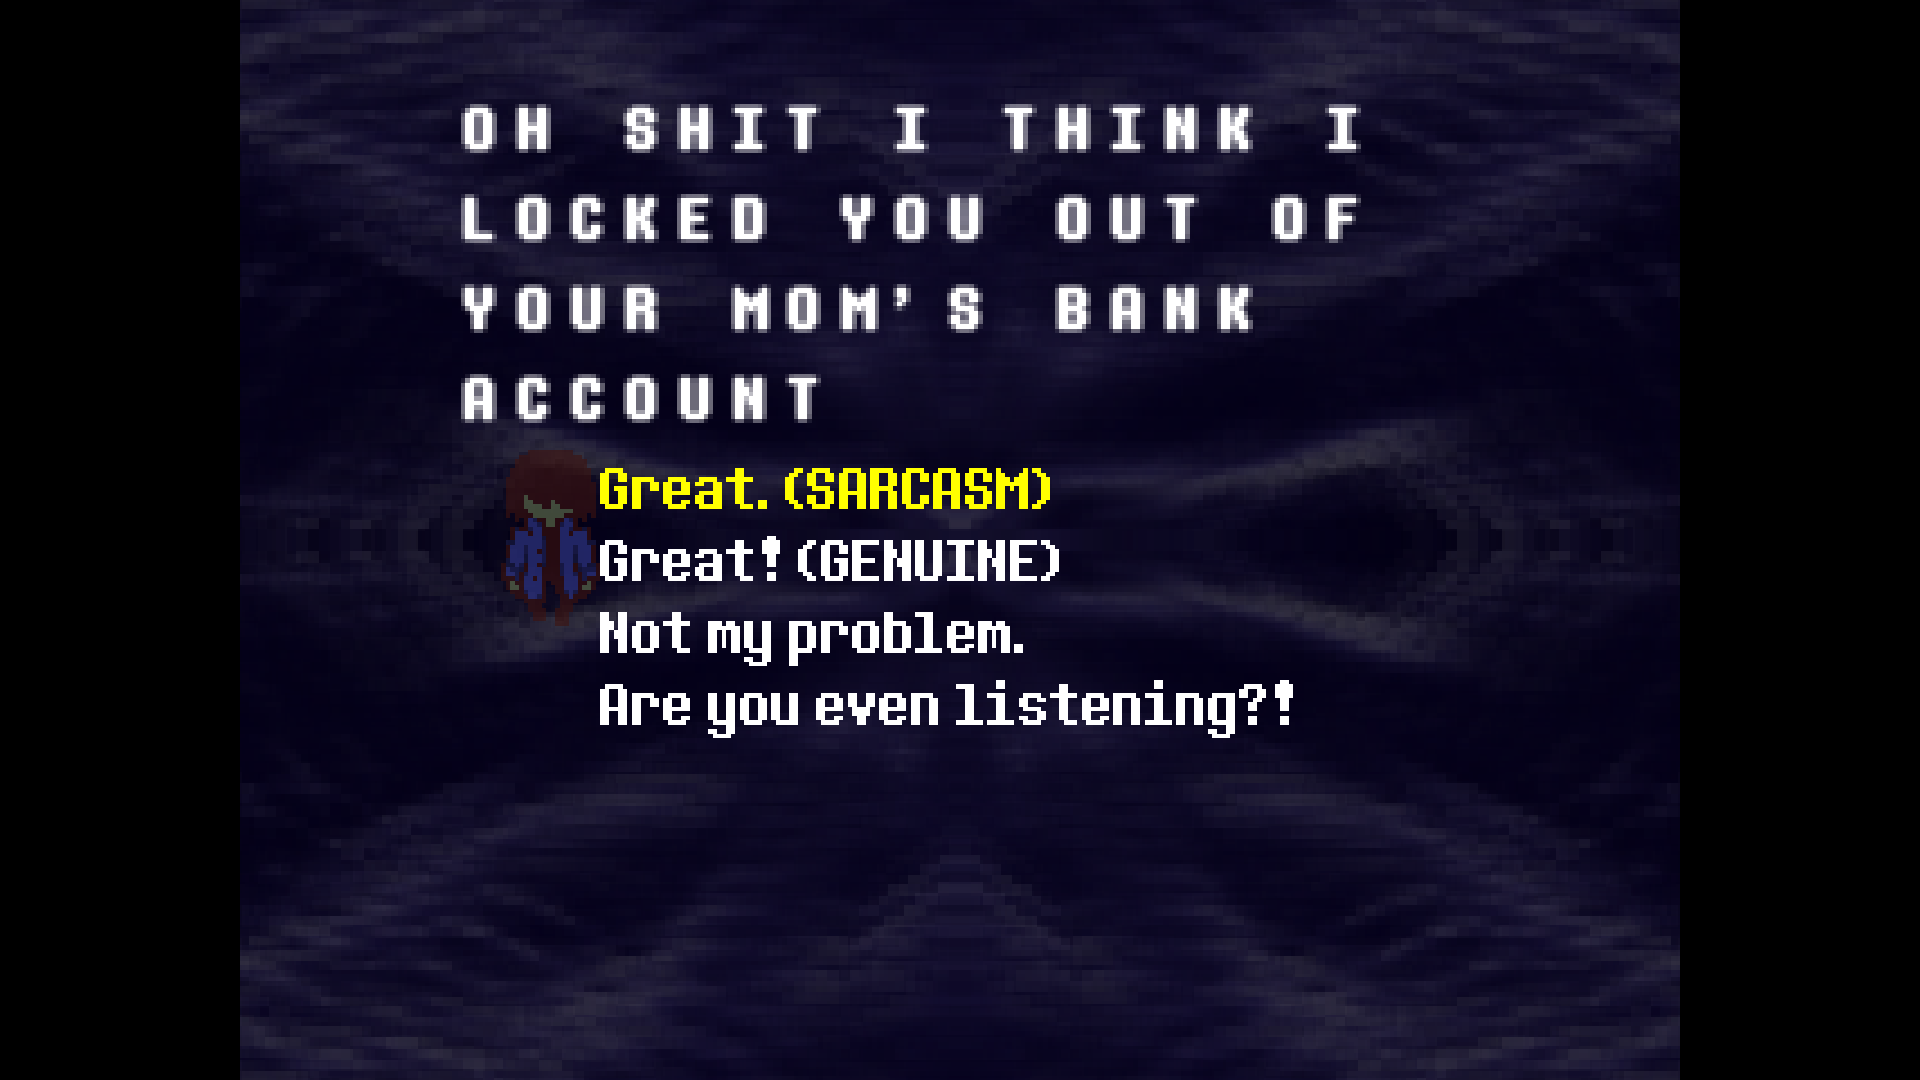 OH SHIT I THINK I
LOCKED YOU OUT OF
YOUR MOM'S BANK
ACCOUNT
Great. (SARCASM)
Great! (GENUINE)
Not my problem.
Are you even listening?!